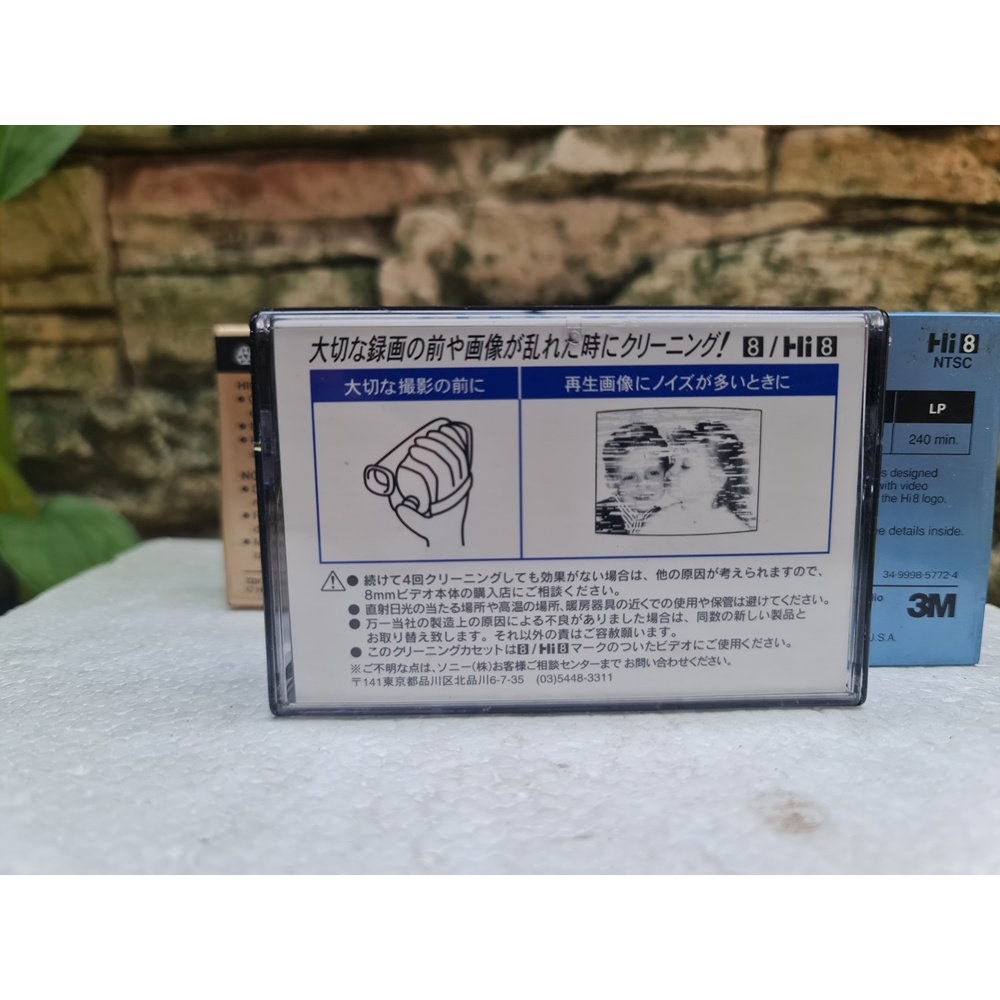 大切な録画の前や画像が乱れた時にクリーニング! 8/Hi8
大切な撮影の前に
再生画像にノイズが多いときに
●続けて4回クリーニングしても効果がない場合は、他の原因が考えられますので、
8mmビデオ本体の購入店にご相談ください。
●直射日光の当たる場所や高温の場所、暖房器具の近くでの使用や保管は避けてください。
●万一当社の製造上の原因による不良がありました場合は、同数の新しい製品と
お取り替え致します。それ以外の責はご容赦願います。
●このクリーニングカセットは8/Hi8マークのついたビデオにご使用ください。
※ご不明な点は、ソニー(株)お客様ご相談センターまでお問い合わせください。
〒141東京都品川区北品川6-7-35 (03)5448-3311
Hi8
NTSC
LP
240 min.
designed
with video
the Hi8 logo.
details inside.
34-9998-5772-4
3M
U.S.A.